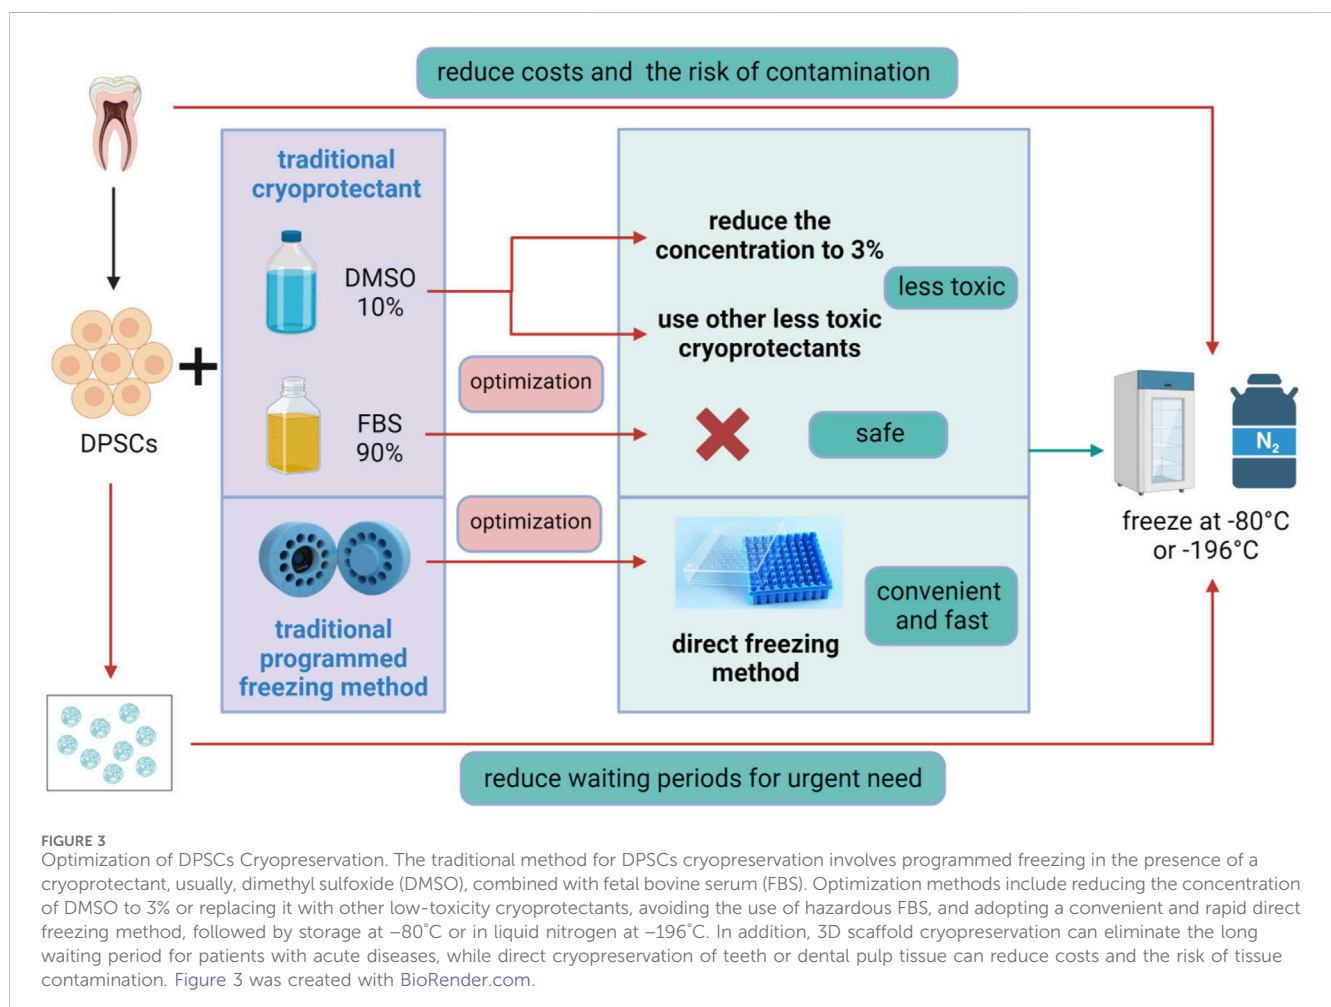 reduce costs and  the risk of contamination
traditional
cryoprotectant
DMSO
10%
FBS
90%
DPSCs
optimization
optimization
traditional
programmed
freezing method
reduce the
concentration to 3%
less toxic
use other less toxic
cryoprotectants
safe
convenient
and fast
direct freezing
method
N₂
freeze at -80°C
or -196°C
reduce waiting periods for urgent need
FIGURE 3
Optimization of DPSCs Cryopreservation. The traditional method for DPSCs cryopreservation involves programmed freezing in the presence of a
cryoprotectant, usually, dimethyl sulfoxide (DMSO), combined with fetal bovine serum (FBS). Optimization methods include reducing the concentration
of DMSO to 3% or replacing it with other low-toxicity cryoprotectants, avoiding the use of hazardous FBS, and adopting a convenient and rapid direct
freezing method, followed by storage at −80°C or in liquid nitrogen at −196°C. In addition, 3D scaffold cryopreservation can eliminate the long
waiting period for patients with acute diseases, while direct cryopreservation of teeth or dental pulp tissue can reduce costs and the risk of tissue
contamination. Figure 3 was created with BioRender.com.